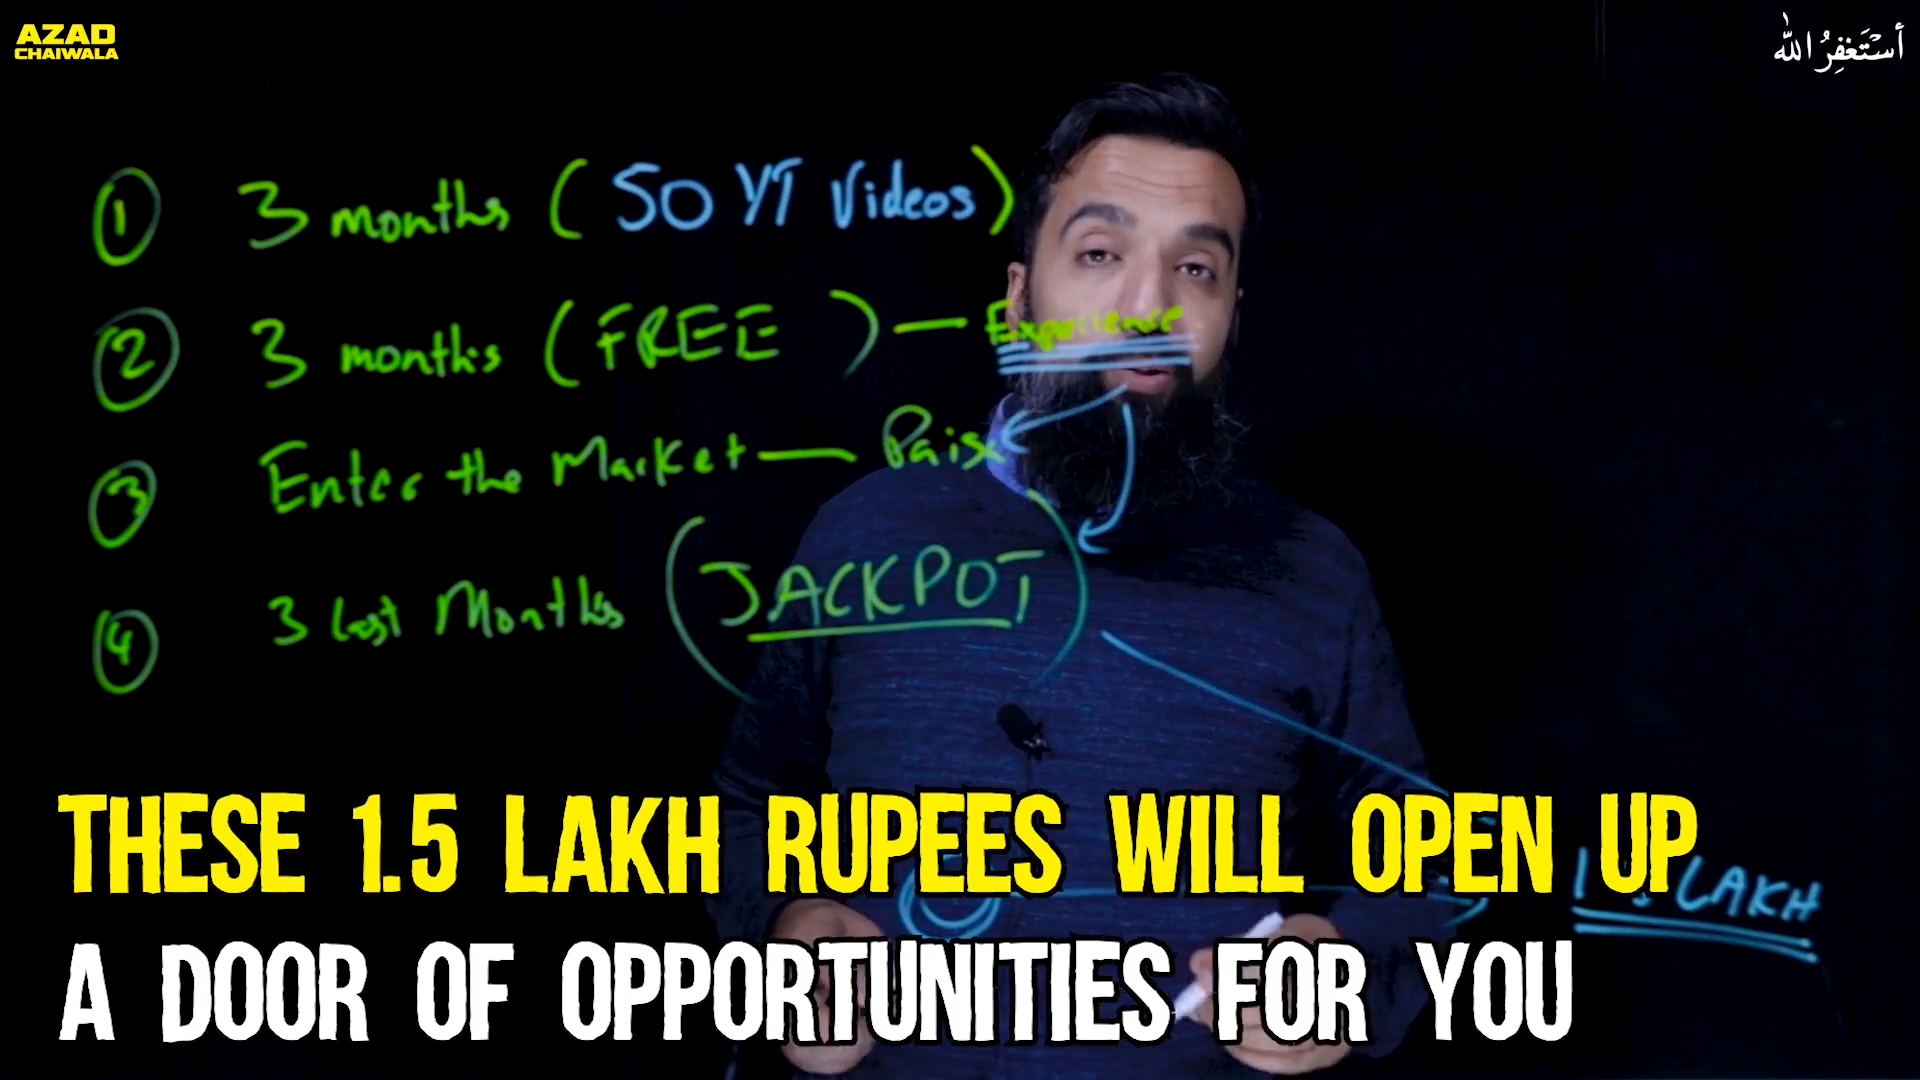 AZAD
CHAIWALA
أستَغفِرُ الله
1 3 months (50 YT Videos)
2 3 months (FREE) — Experience
3 Enter the Market — Paisa
4 3 last Months (JACKPOT)
THESE 1.5 LAKH RUPEES WILL OPEN UP
LAKH
A DOOR OF OPPORTUNITIES FOR YOU